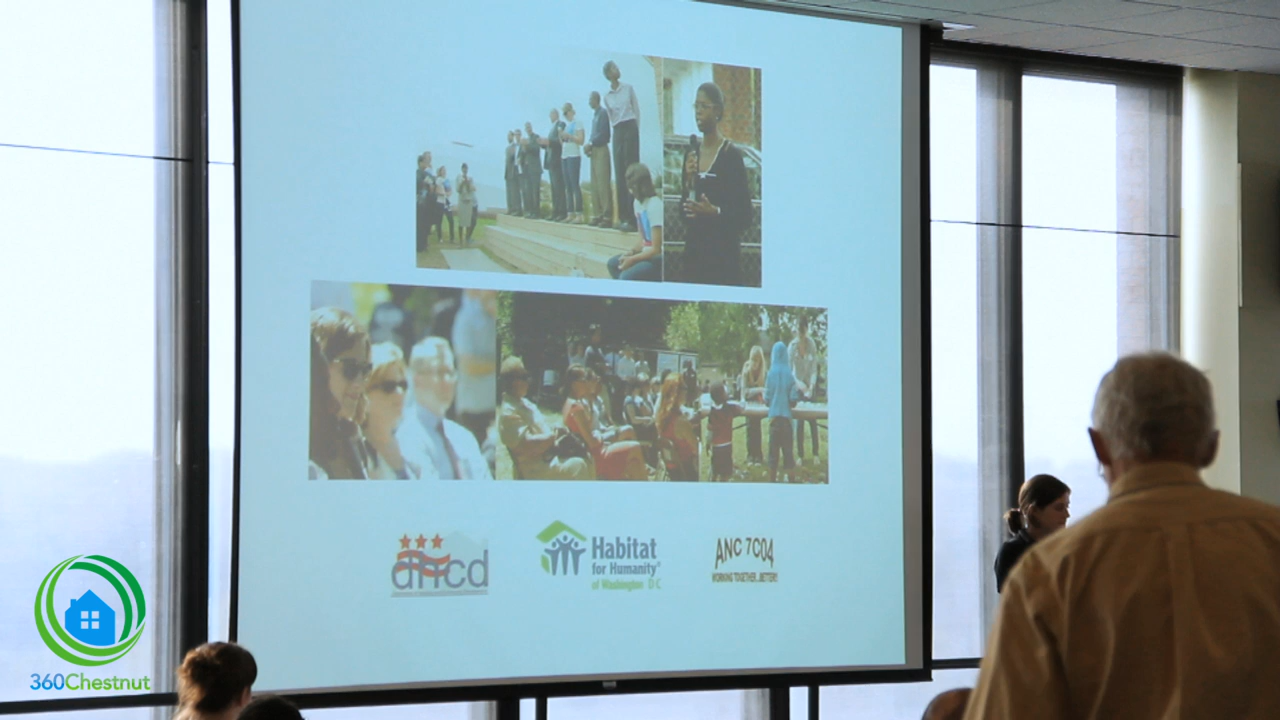 dhcd
Habitat
for Humanity®
of Washington DC
ANC 7C04
WORKING TOGETHER...BETTER!
360Chestnut